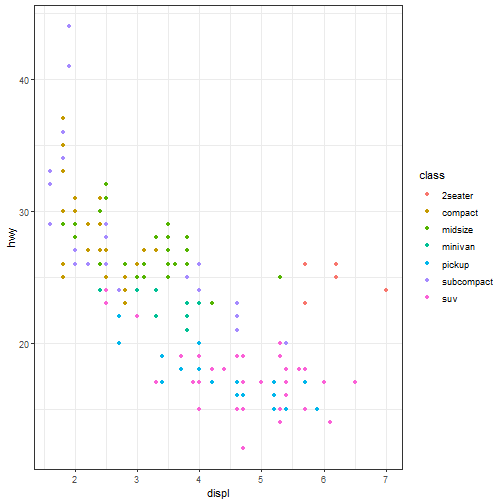 40
30
20
hwy
2
3
4
5
6
7
displ
class
2seater
compact
midsize
minivan
pickup
subcompact
suv